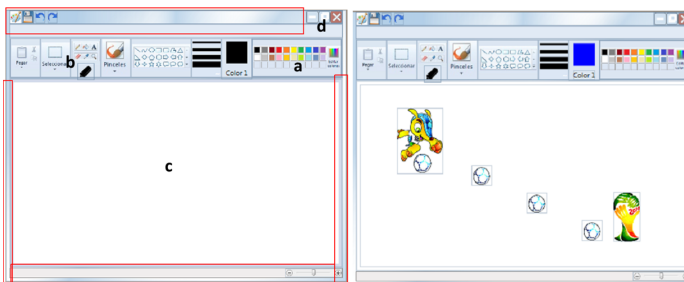 d
A
Pegar
Seleccionar
b
Pinceles
Color 1
a
c
A
Pegar
Seleccionar
Pinceles
Color 1